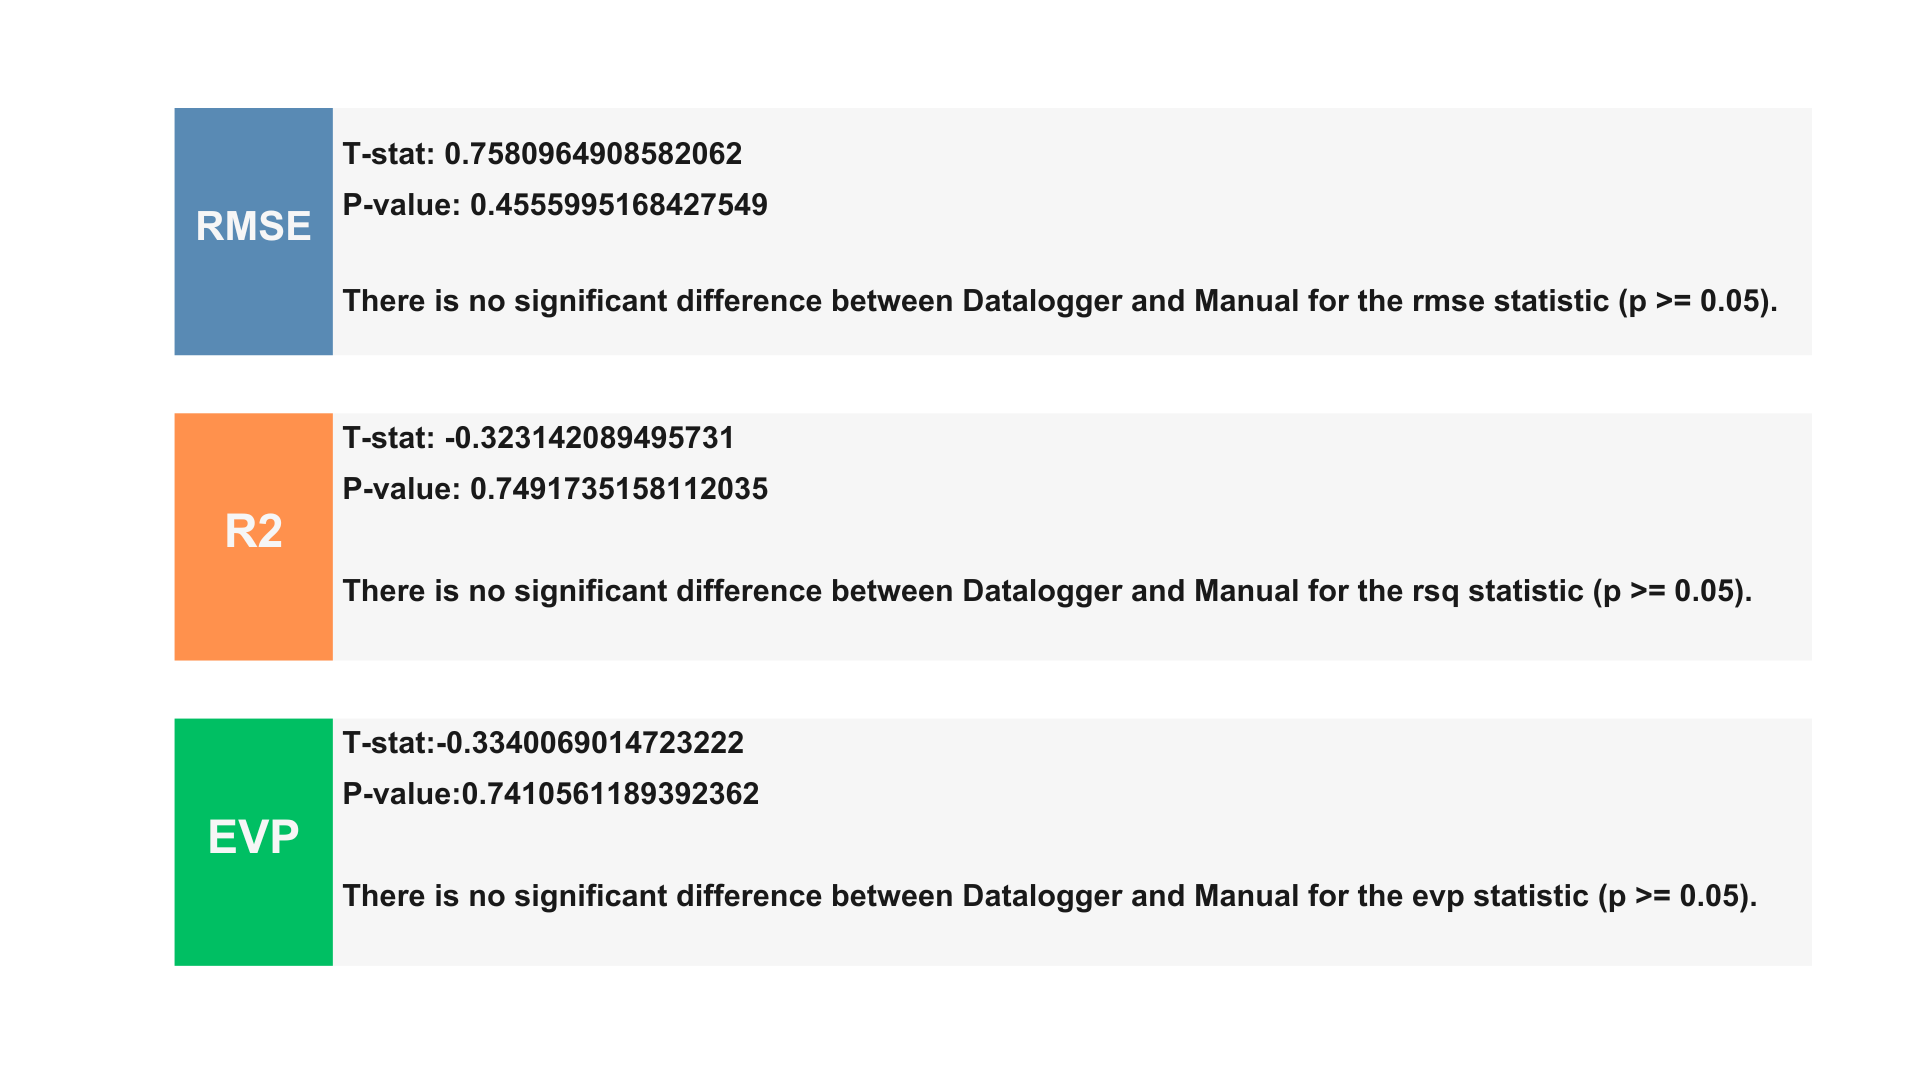 RMSE
T-stat: 0.7580964908582062
P-value: 0.4555995168427549
There is no significant difference between Datalogger and Manual for the rmse statistic (p >= 0.05).
R2
T-stat: -0.323142089495731
P-value: 0.7491735158112035
There is no significant difference between Datalogger and Manual for the rsq statistic (p >= 0.05).
EVP
T-stat:-0.3340069014723222
P-value:0.7410561189392362
There is no significant difference between Datalogger and Manual for the evp statistic (p >= 0.05).